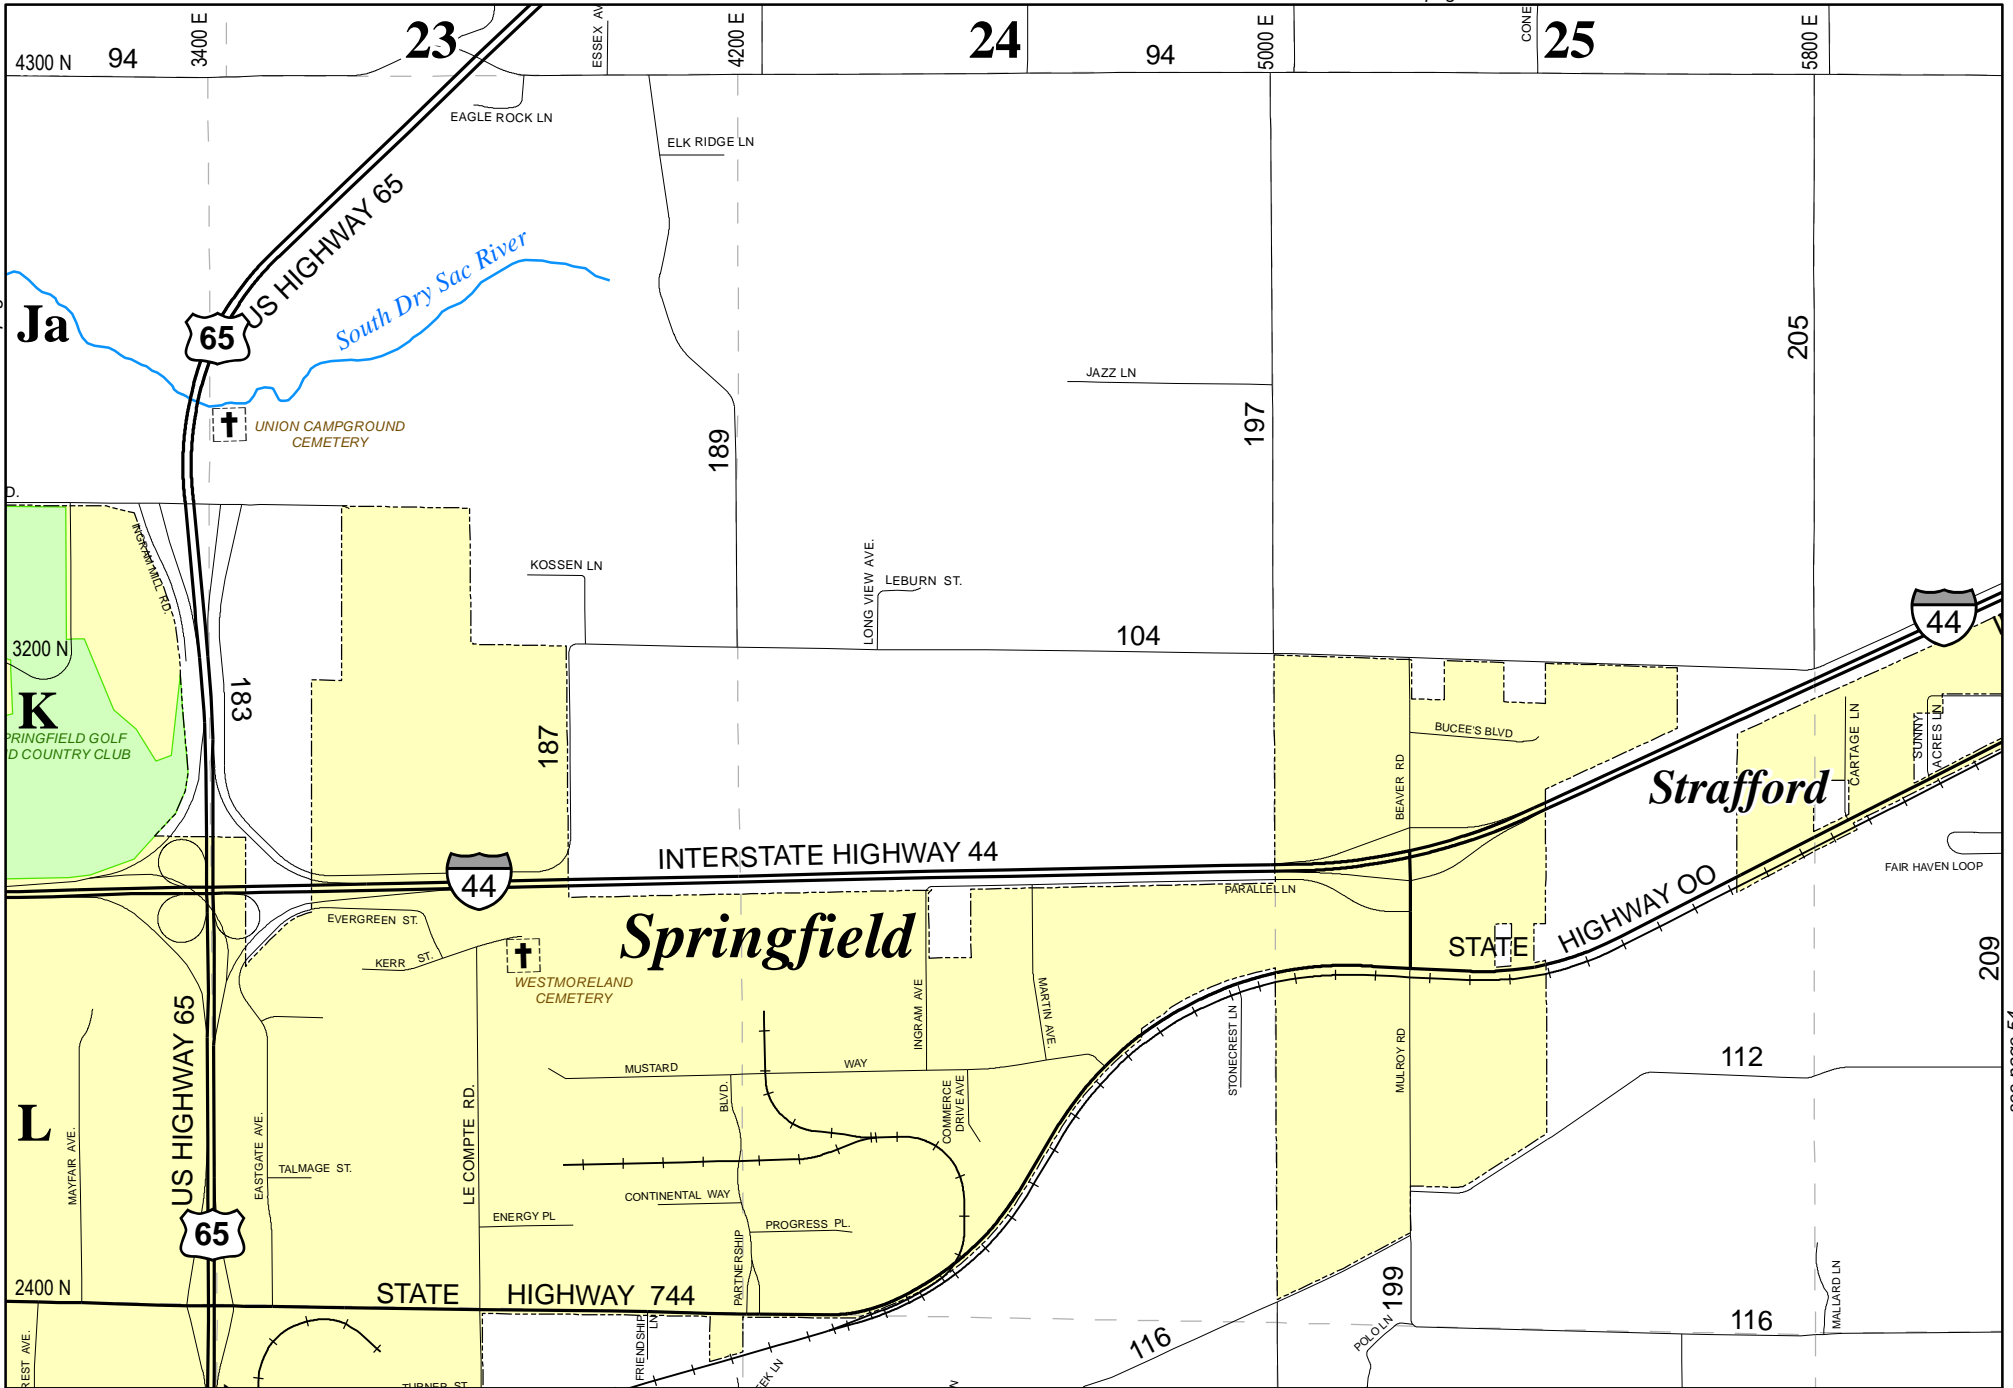 23
24
25
3400 E
ESSEX AV
4200 E
5000 E
CONE
5800 E
4300 N
94
94
EAGLE ROCK LN
ELK RIDGE LN
US HIGHWAY 65
South Dry Sac River
Ja
65
205
JAZZ LN
197
189
UNION CAMPGROUND
CEMETERY
D.
INGRAM MILL RD.
KOSSEN LN
LONG VIEW AVE.
LEBURN ST.
104
44
3200 N
183
K
PRINGFIELD GOLF
D COUNTRY CLUB
187
BUCEE'S BLVD
BEAVER RD
Strafford
CARTAGE LN
SUNNY
ACRES LN
INTERSTATE HIGHWAY 44
44
FAIR HAVEN LOOP
PARALLEL LN
EVERGREEN ST.
Springfield
KERR ST.
WESTMORELAND
CEMETERY
STATE HIGHWAY OO
209
INGRAM AVE
MARTIN AVE.
STONECREST LN
MULROY RD
US HIGHWAY 65
MUSTARD WAY
112
see page 54
L
MAYFAIR AVE.
EASTGATE AVE.
LE COMPTE RD.
BLVD.
COMMERCE
DRIVE AVE
TALMAGE ST.
CONTINENTAL WAY
ENERGY PL
PROGRESS PL.
65
PARTNERSHIP
2400 N
STATE HIGHWAY 744
199
MALLARD LN
116
116
POLO LN
REST AVE.
FRIENDSHIP
LN
EEK LN
TURNER ST
N